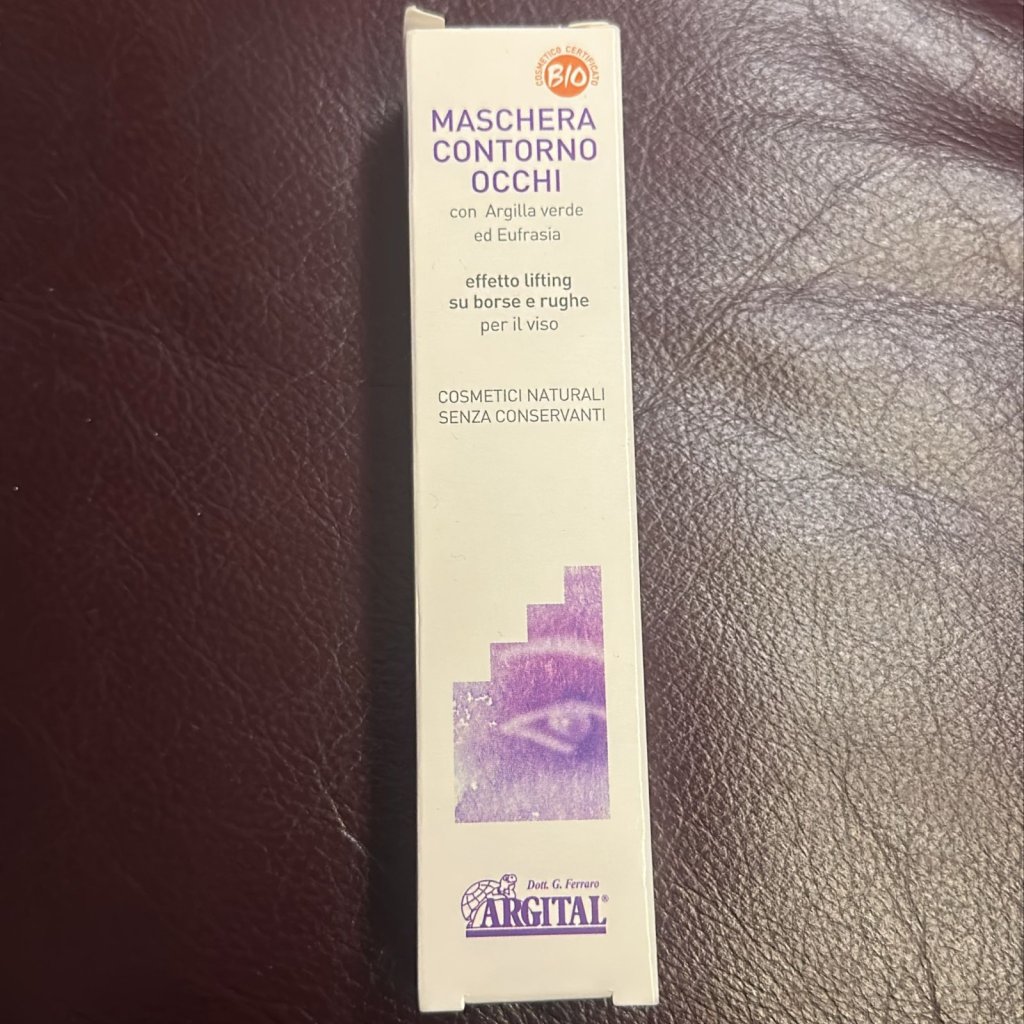 COSMETICO CERTIFICATO
BIO
MASCHERA
CONTORNO
OCCHI
con Argilla verde
ed Eufrasia
effetto lifting
su borse e rughe
per il viso
COSMETICI NATURALI
SENZA CONSERVANTI
Dott. G. Ferraro
ARGITAL®